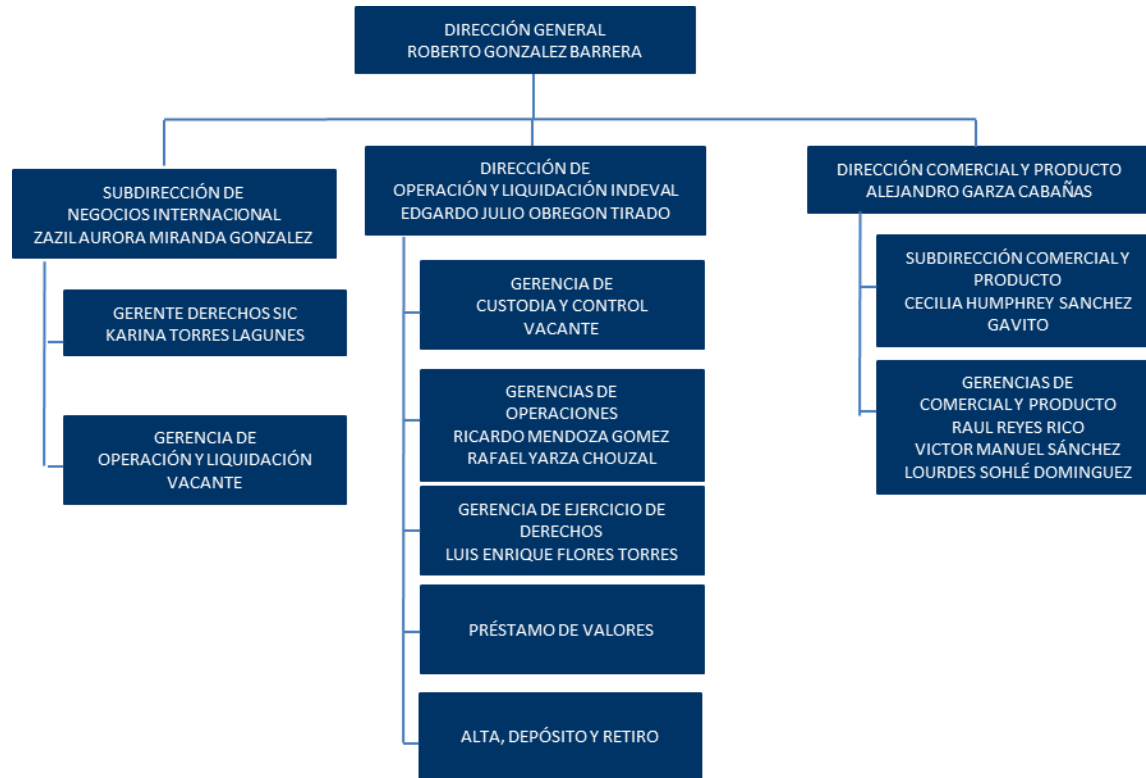 DIRECCIÓN GENERAL
ROBERTO GONZALEZ BARRERA
SUBDIRECCIÓN DE
NEGOCIOS INTERNACIONAL
ZAZIL AURORA MIRANDA GONZALEZ
GERENTE DERECHOS SIC
KARINA TORRES LAGUNES
GERENCIA DE
OPERACIÓN Y LIQUIDACIÓN
VACANTE
DIRECCIÓN DE
OPERACIÓN Y LIQUIDACIÓN INDEVAL
EDGARDO JULIO OBREGON TIRADO
GERENCIA DE
CUSTODIA Y CONTROL
VACANTE
GERENCIAS DE
OPERACIONES
RICARDO MENDOZA GOMEZ
RAFAEL YARZA CHOUZAL
GERENCIA DE EJERCICIO DE
DERECHOS
LUIS ENRIQUE FLORES TORRES
PRÉSTAMO DE VALORES
ALTA, DEPÓSITO Y RETIRO
DIRECCIÓN COMERCIAL Y PRODUCTO
ALEJANDRO GARZA CABAÑAS
SUBDIRECCIÓN COMERCIAL Y
PRODUCTO
CECILIA HUMPHREY SANCHEZ
GAVITO
GERENCIAS DE
COMERCIAL Y PRODUCTO
RAUL REYES RICO
VICTOR MANUEL SÁNCHEZ
LOURDES SOHLÉ DOMINGUEZ